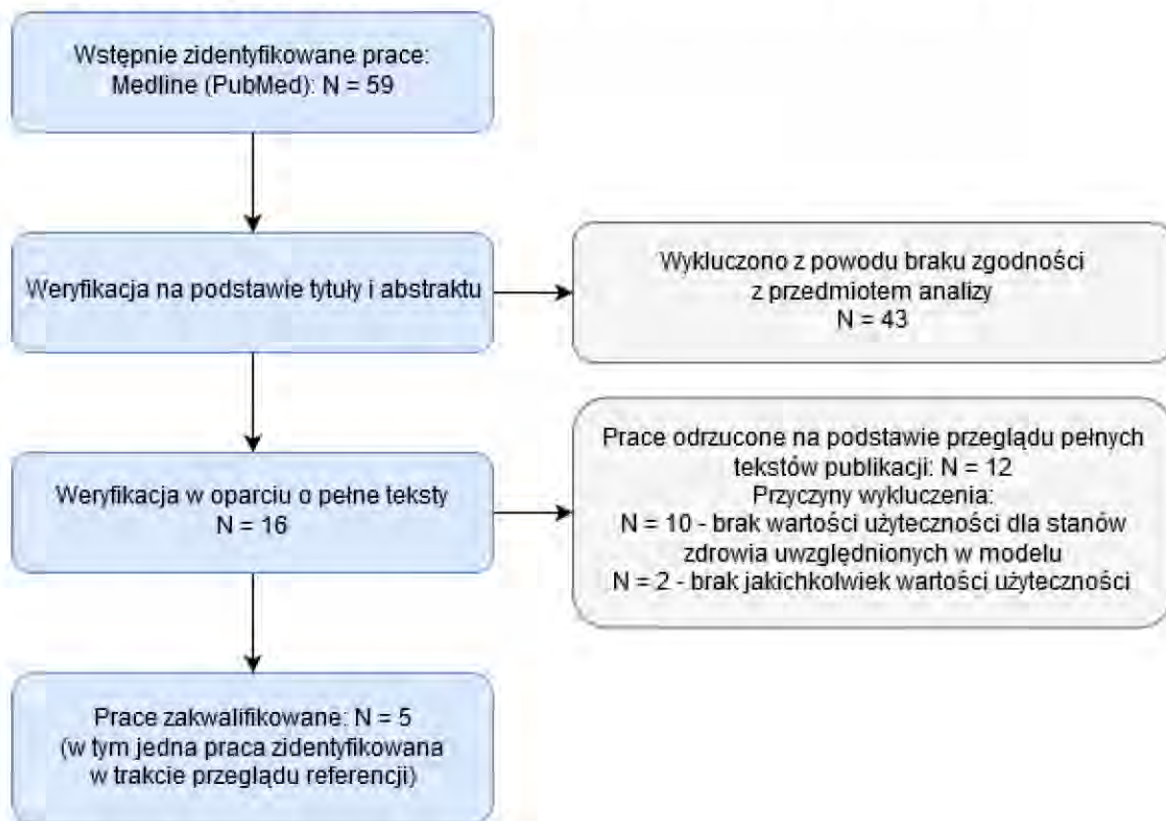 Wstępnie zidentyfikowane prace:
Medline (PubMed): N = 59
Weryfikacja na podstawie tytuły i abstraktu
Wykluczono z powodu braku zgodności
z przedmiotem analizy
N = 43
Weryfikacja w oparciu o pełne teksty
N = 16
Prace odrzucone na podstawie przeglądu pełnych
tekstów publikacji: N = 12
Przyczyny wykluczenia:
N = 10 - brak wartości użyteczności dla stanów
zdrowia uwzględnionych w modelu
N = 2 - brak jakichkolwiek wartości użyteczności
Prace zakwalifikowane: N = 5
(w tym jedna praca zidentyfikowana
w trakcie przeglądu referencji)